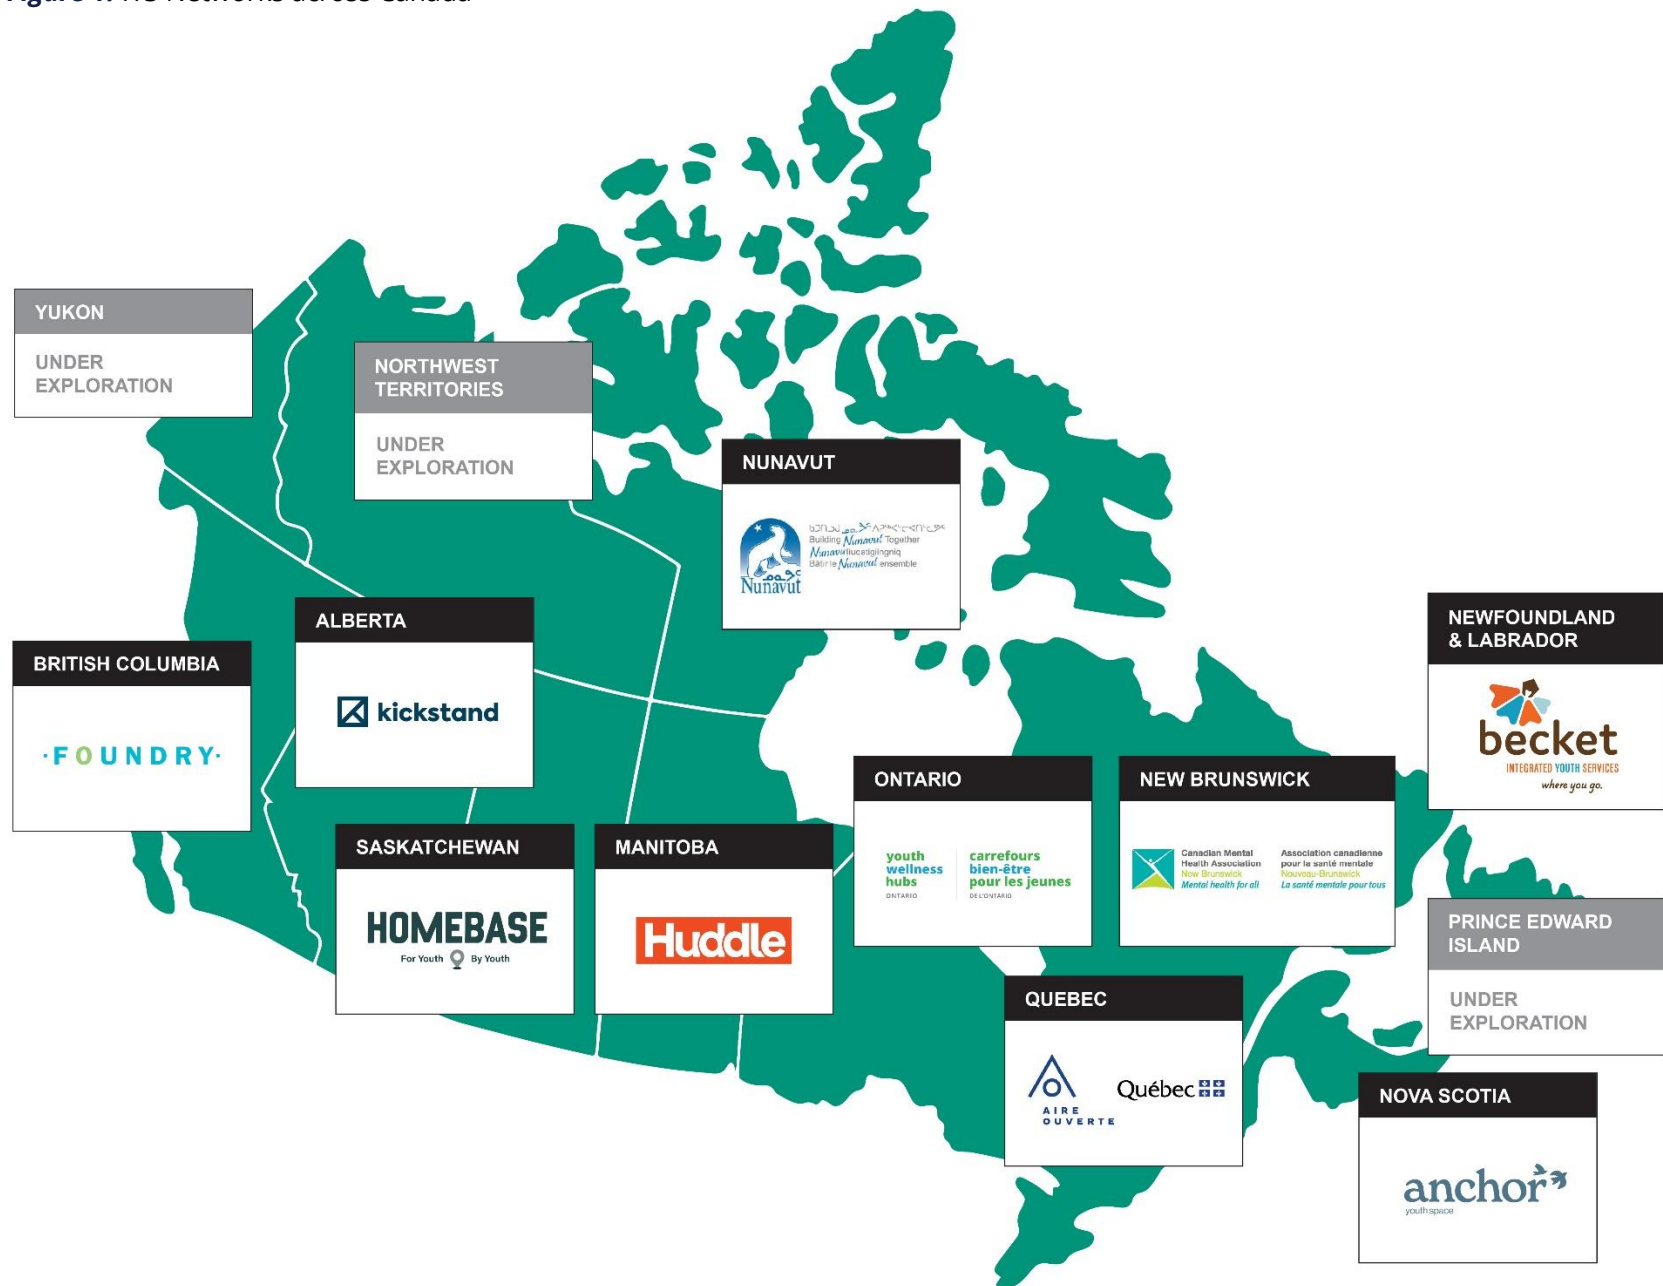 YUKON
UNDER
EXPLORATION
NORTHWEST
TERRITORIES
UNDER
EXPLORATION
NUNAVUT
Building Nunavut Together
Nunavuliuqatigiingniq
Bâtir le Nunavut ensemble
Nunavut
ALBERTA
kickstand
BRITISH COLUMBIA
·FOUNDRY·
NEWFOUNDLAND
& LABRADOR
becket
INTEGRATED YOUTH SERVICES
where you go.
SASKATCHEWAN
HOMEBASE
For Youth By Youth
MANITOBA
Huddle
ONTARIO
youth
wellness
hubs
ONTARIO
carrefours
bien-être
pour les jeunes
DE L'ONTARIO
NEW BRUNSWICK
Canadian Mental
Health Association
New Brunswick
Mental health for all
Association canadienne
pour la santé mentale
Nouveau-Brunswick
La santé mentale pour tous
PRINCE EDWARD
ISLAND
UNDER
EXPLORATION
QUEBEC
AIRE
OUVERTE
Québec
NOVA SCOTIA
anchor
youth space